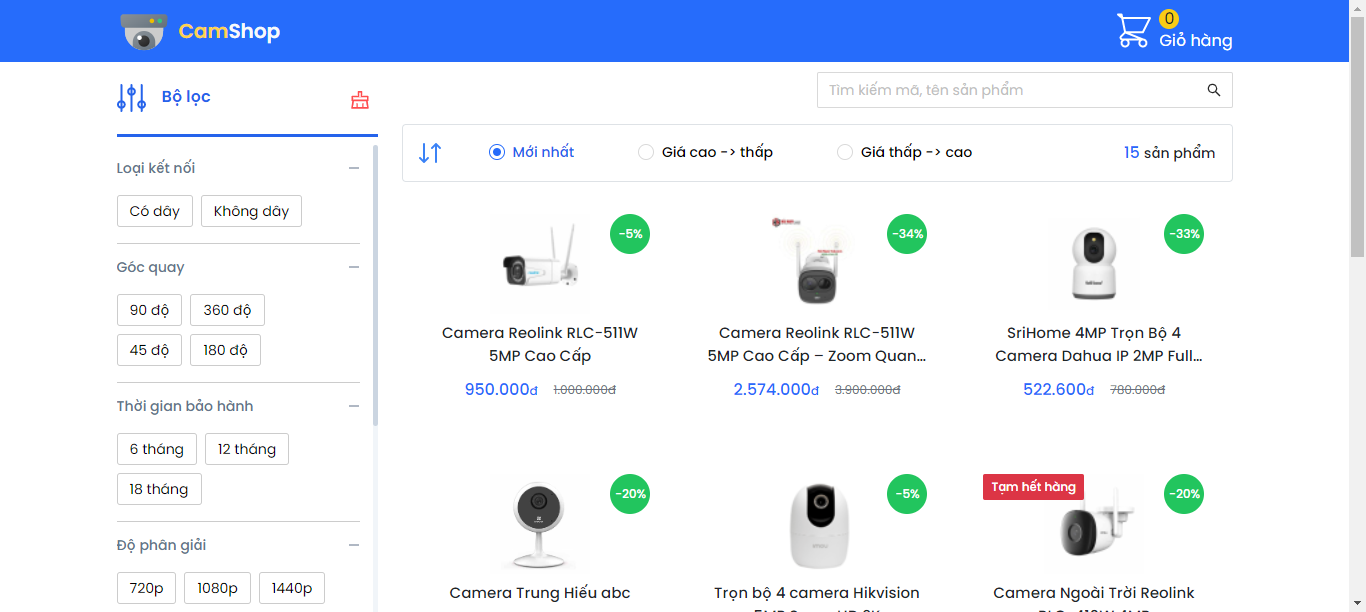 CamShop
0
Giỏ hàng
Bộ lọc
Tìm kiếm mã, tên sản phẩm
Mới nhất
Giá cao -> thấp
Giá thấp -> cao
15 sản phẩm
Loại kết nối
Có dây
Không dây
Góc quay
90 độ
360 độ
45 độ
180 độ
Thời gian bảo hành
6 tháng
12 tháng
18 tháng
Độ phân giải
720p
1080p
1440p
-5%
Camera Reolink RLC-511W
5MP Cao Cấp
950.000đ
1.000.000đ
-34%
Camera Reolink RLC-511W
5MP Cao Cấp – Zoom Quan...
2.574.000đ
3.900.000đ
-33%
SriHome 4MP Trọn Bộ 4
Camera Dahua IP 2MP Full...
522.600đ
780.000đ
-20%
Camera Trung Hiếu abc
-5%
Trọn bộ 4 camera Hikvision
Tạm hết hàng
-20%
Camera Ngoài Trời Reolink